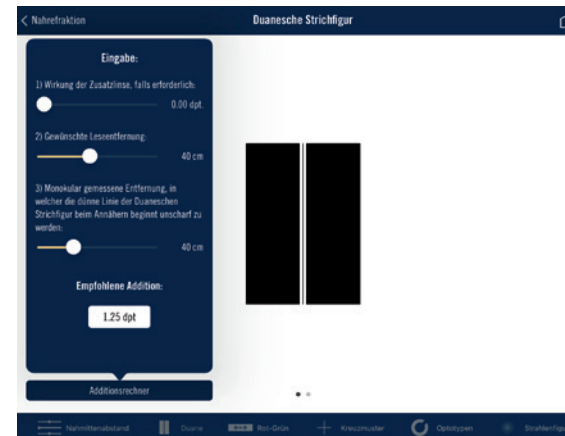 Nahrefraktion
Duanesche Strichfigur
Eingabe:
1) Wirkung der Zusatzlinse, falls erforderlich:
0.00 dpt.
2) Gewünschte Leseentfernung:
40 cm
3) Monokular gemessene Entfernung, in
welcher die dünne Linie der Duaneschen
Strichfigur beim Annähern beginnt unscharf zu
werden:
40 cm
Empfohlene Addition:
1.25 dpt
Additionsrechner
Nahmittenabstand
Duane
Rot-Grün
Kreuzmuster
Optotypen
Strahlenfigu